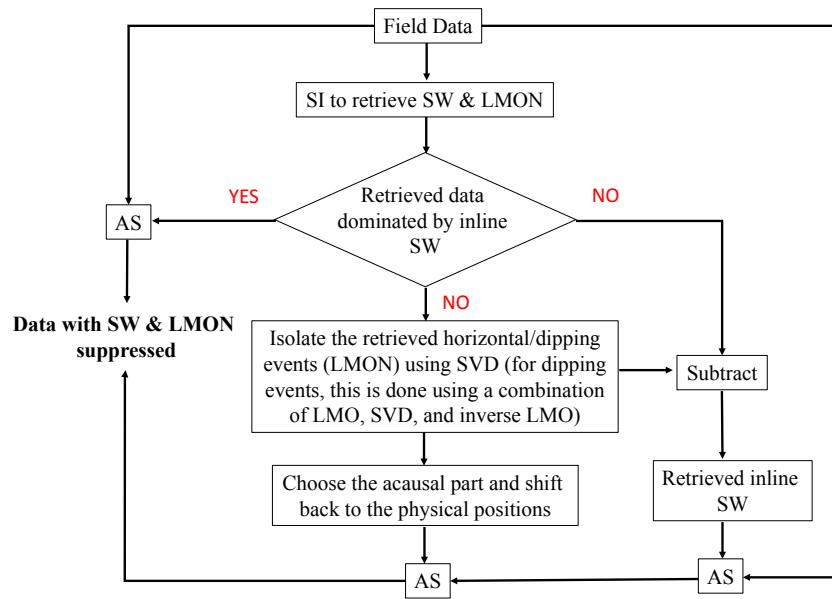 Field Data
SI to retrieve SW & LMON
YES
Retrieved data
dominated by inline
SW
NO
AS
NO
Data with SW & LMON
suppressed
Isolate the retrieved horizontal/dipping
events (LMON) using SVD (for dipping
events, this is done using a combination
of LMO, SVD, and inverse LMO)
Subtract
Choose the acausal part and shift
back to the physical positions
Retrieved inline
SW
AS
AS